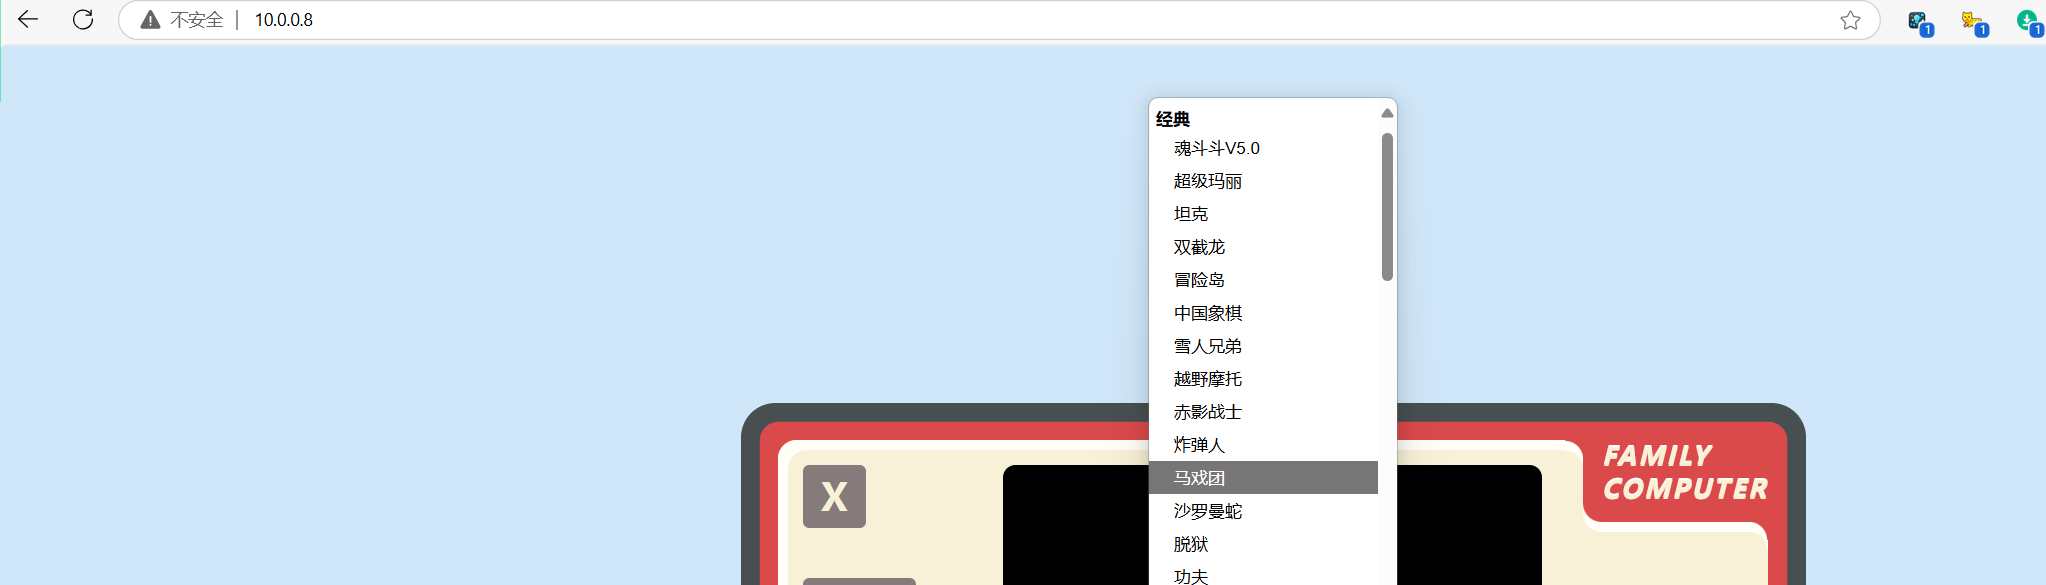 不安全 | 10.0.0.8
1
1
1
经典
魂斗斗V5.0
超级玛丽
坦克
双截龙
冒险岛
中国象棋
雪人兄弟
越野摩托
赤影战士
炸弹人
马戏团
沙罗曼蛇
脱狱
功夫
X
FAMILY
COMPUTER